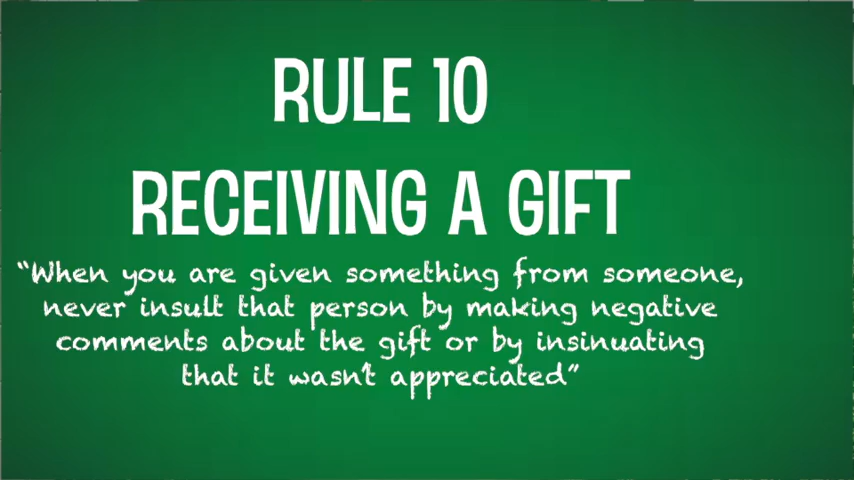 RULE 10
RECEIVING A GIFT
“When you are given something from someone,
never insult that person by making negative
comments about the gift or by insinuating
that it wasn't appreciated”